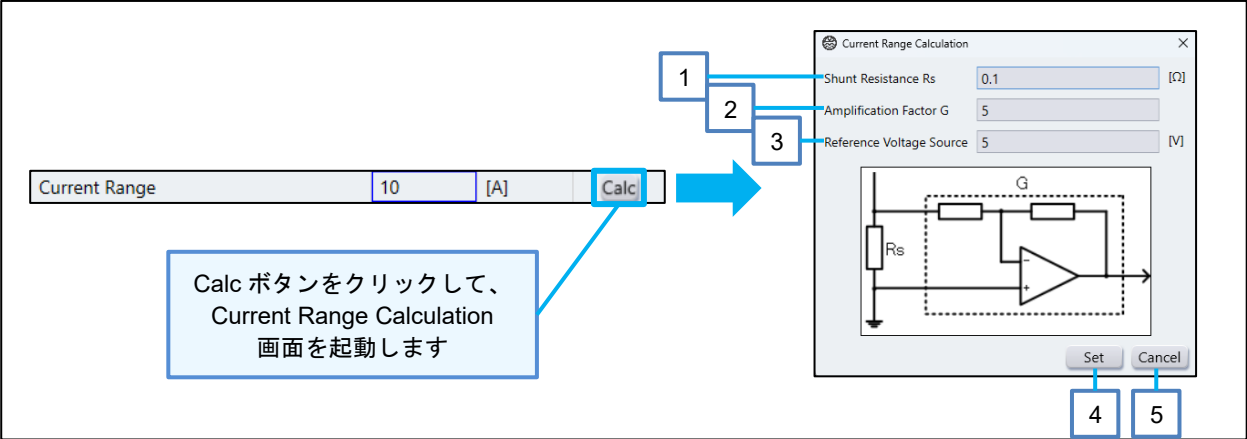 Current Range 10 [A] Calc
Calc ボタンをクリックして、
Current Range Calculation
画面を起動します
Current Range Calculation
1 Shunt Resistance Rs 0.1 [Ω]
2 Amplification Factor G 5
3 Reference Voltage Source 5 [V]
G
Rs
-
+
Set Cancel
4 5